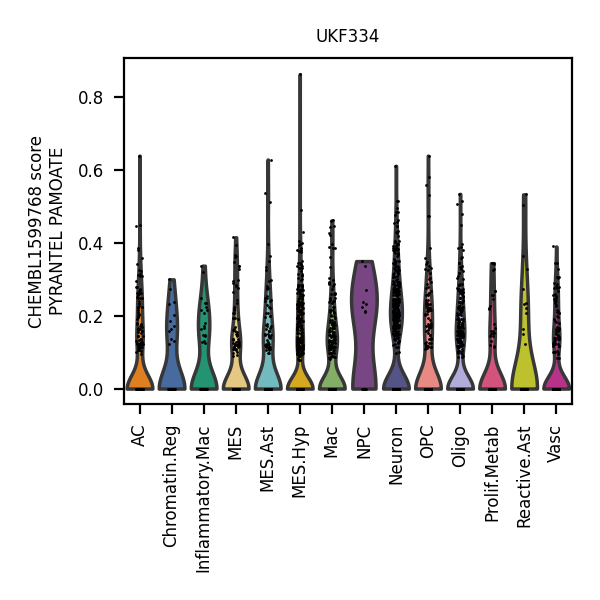 UKF334
CHEMBL1599768 score
PYRANTEL PAMOATE
0.8
0.6
0.4
0.2
0.0
AC
Chromatin.Reg
Inflammatory.Mac
MES
MES.Ast
MES.Hyp
Mac
NPC
Neuron
OPC
Oligo
Prolif.Metab
Reactive.Ast
Vasc